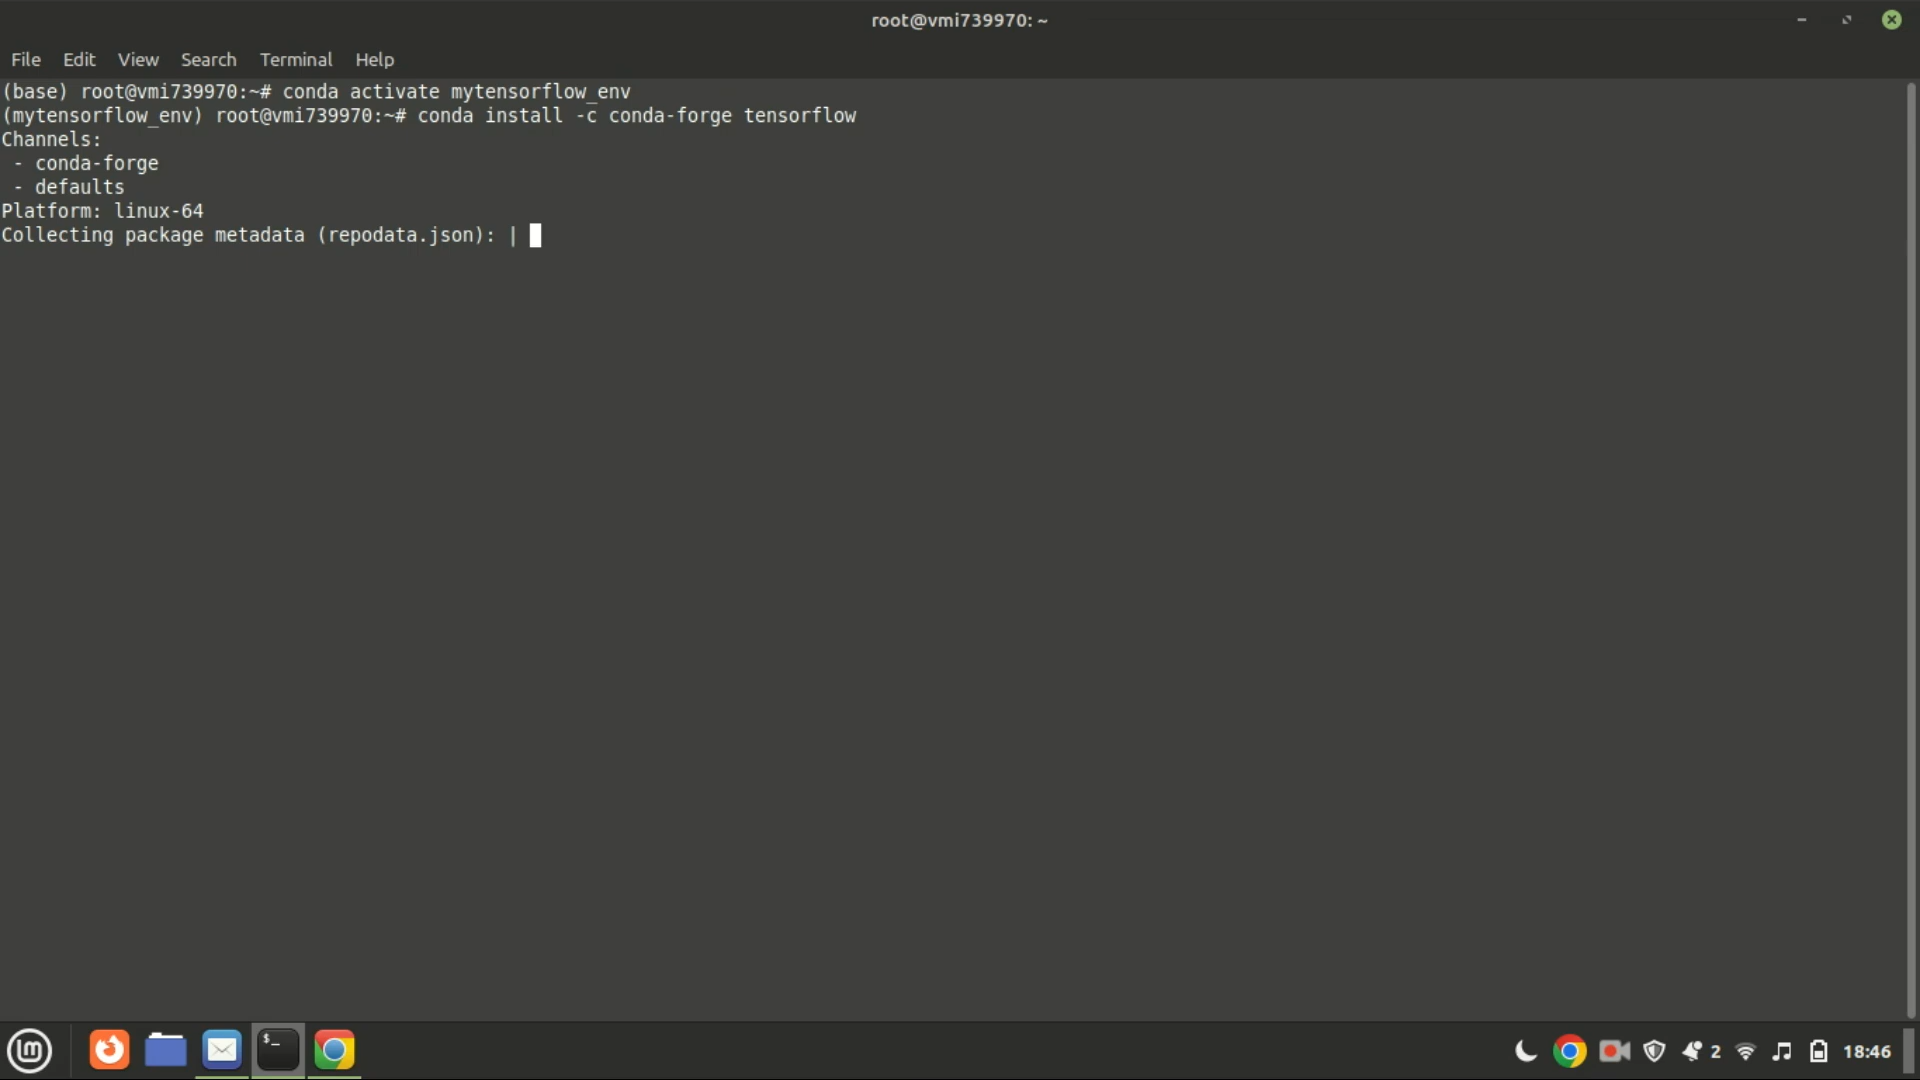 root@vmi739970: ~
File Edit View Search Terminal Help
(base) root@vmi739970:~# conda activate mytensorflow_env
(mytensorflow_env) root@vmi739970:~# conda install -c conda-forge tensorflow
Channels:
 - conda-forge
 - defaults
Platform: linux-64
Collecting package metadata (repodata.json): |
$_
2 18:46